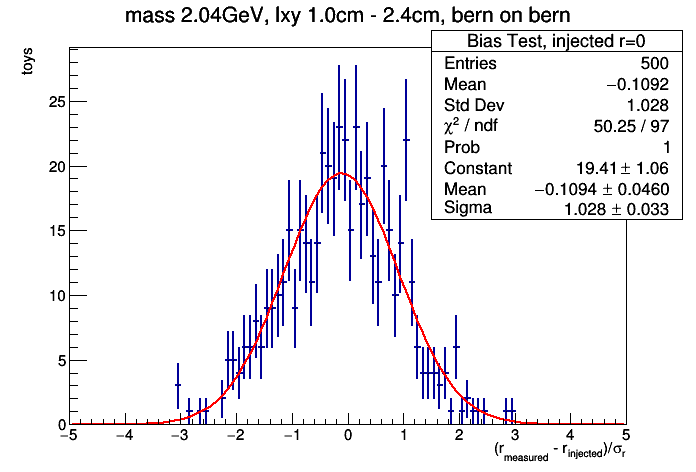 mass 2.04GeV, lxy 1.0cm - 2.4cm, bern on bern
Bias Test, injected r=0
Entries 500
Mean −0.1092
Std Dev 1.028
χ² / ndf 50.25 / 97
Prob 1
Constant 19.41 ± 1.06
Mean −0.1094 ± 0.0460
Sigma 1.028 ± 0.033
toys
25
20
15
10
5
0
−5 −4 −3 −2 −1 0 1 2 3 4 5
(r_measured - r_injected)/σ_r